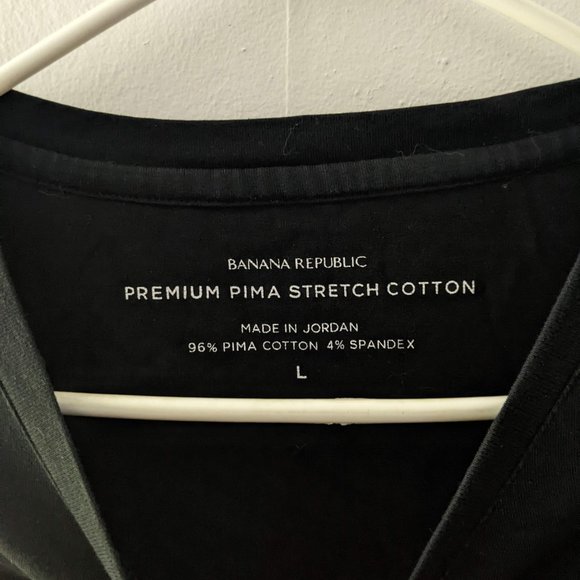 BANANA REPUBLIC
PREMIUM PIMA STRETCH COTTON
MADE IN JORDAN
96% PIMA COTTON 4% SPANDEX
L